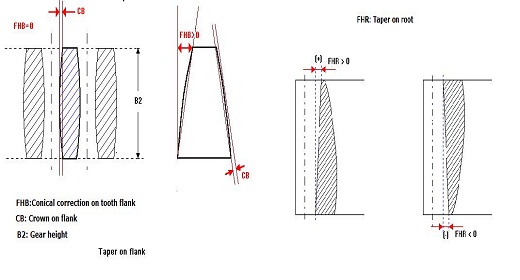 CB
FHB=0
B2
FHB>0
CB
FHR: Taper on root
(+) FHR > 0
(-) FHR < 0
FHB:Conical correction on tooth flank
CB: Crown on flank
B2: Gear height
Taper on flank